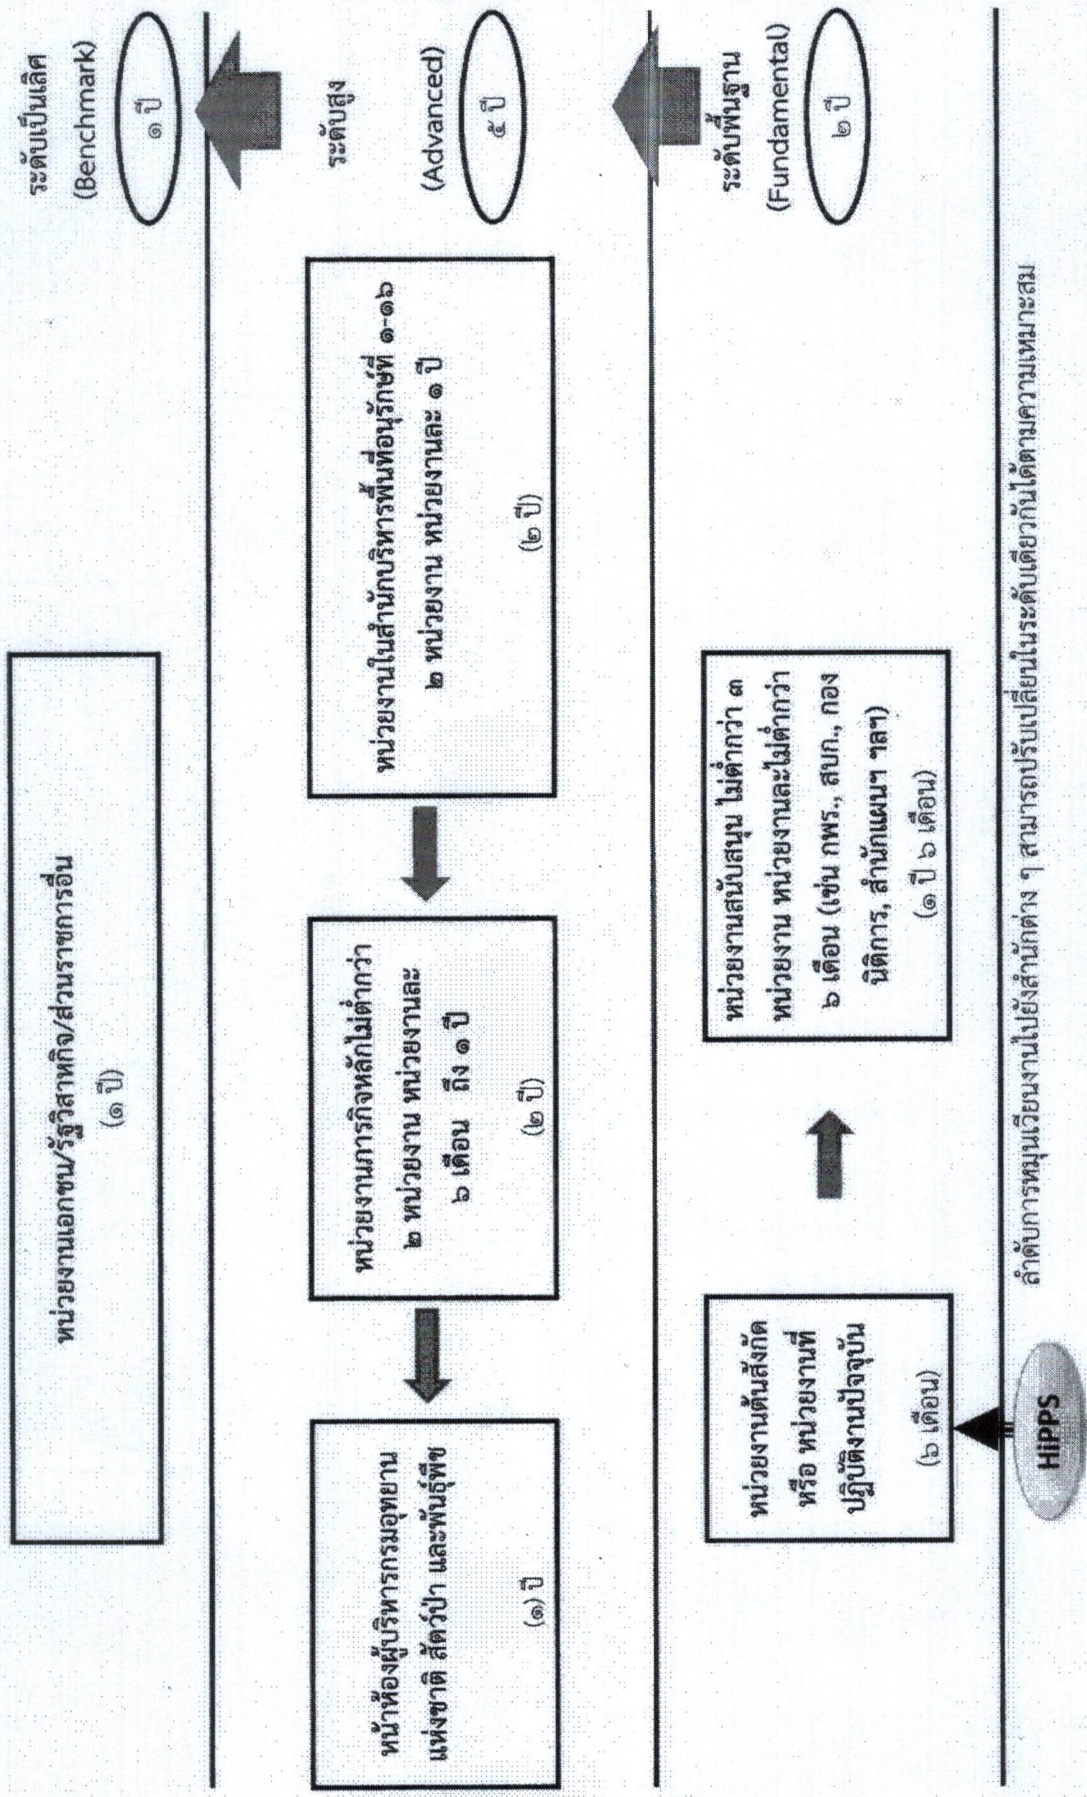 หน่วยงานเอกชน/รัฐวิสาหกิจ/ส่วนราชการอื่น
(๑ ปี)
ระดับเป็นเลิศ
(Benchmark)
๑ ปี
หน้าห้องผู้บริหารกรมอุทยาน
แห่งชาติ สัตว์ป่า และพันธุ์พืช
(๑) ปี
หน่วยงานภารกิจหลักไม่ต่ำกว่า
๒ หน่วยงาน หน่วยงานละ
๖ เดือน ถึง ๑ ปี
(๒ ปี)
หน่วยงานในสำนักบริหารพื้นที่อนุรักษ์ที่ ๑-๑๖
๒ หน่วยงาน หน่วยงานละ ๑ ปี
(๒ ปี)
ระดับสูง
(Advanced)
๕ ปี
หน่วยงานต้นสังกัด
หรือ หน่วยงานที่
ปฏิบัติงานปัจจุบัน
(๖ เดือน)
หน่วยงานสนับสนุน ไม่ต่ำกว่า ๓
หน่วยงาน หน่วยงานละไม่ต่ำกว่า
๖ เดือน (เช่น กพร., สบก., กอง
นิติการ, สำนักแผนฯ ฯลฯ)
(๑ ปี ๖ เดือน)
ระดับพื้นฐาน
(Fundamental)
๒ ปี
HiPPS
ลำดับการหมุนเวียนงานไปยังสำนักต่าง ๆ สามารถปรับเปลี่ยนในระดับเดียวกันได้ตามความเหมาะสม